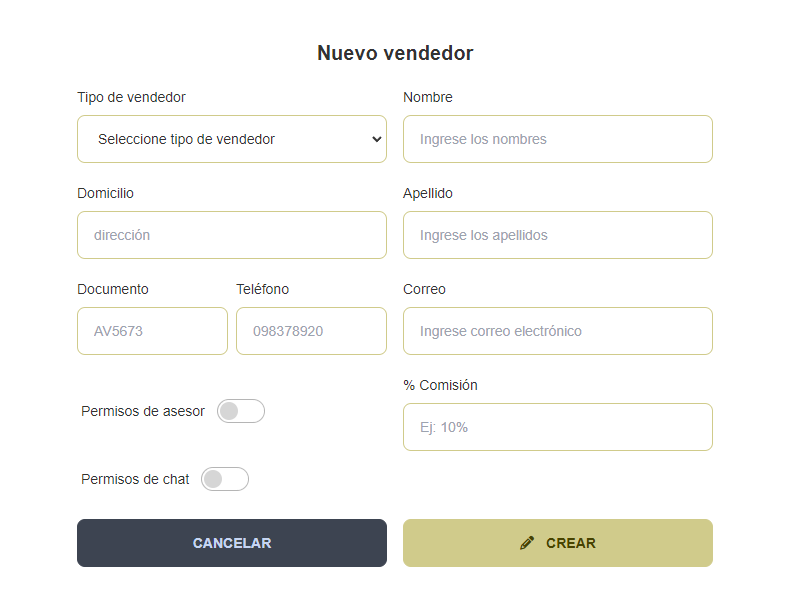 Nuevo vendedor
Tipo de vendedor
Nombre
Seleccione tipo de vendedor
Ingrese los nombres
Domicilio
Apellido
dirección
Ingrese los apellidos
Documento
Teléfono
Correo
AV5673
098378920
Ingrese correo electrónico
% Comisión
Permisos de asesor
Ej: 10%
Permisos de chat
CANCELAR
CREAR